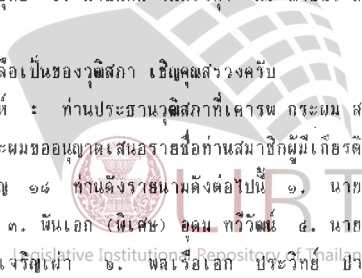 ลือเป็นของวุฒิสภา เชิญคุณสรวงครับ
ห์ : ท่านประธานวุฒิสภาที่เคารพ กระผม ส
ะผมขออนุญาตเสนอรายชื่อท่านสมาชิกผู้มีเกียรติ
ญ ๑๘ ท่านดังรายนามดังต่อไปนี้ ๑. นาย
๓. พันเอก (พิเศษ) อุดม ทวีวัฒน์ ๔. นาย
เจริญเผ่า ๖. พลเรือเอก ประวิทย์
LIRT
Legislative Institutional Repository of Thailan